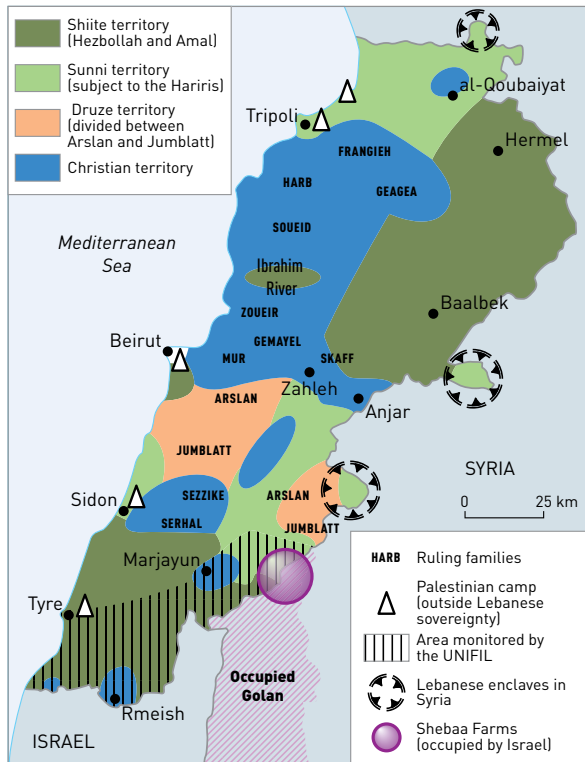 Shiite territory
(Hezbollah and Amal)
Sunni territory
(subject to the Hariris)
Druze territory
(divided between
Arslan and Jumblatt)
Christian territory
al-Qoubaiyat
Tripoli
Hermel
FRANGIEH
HARB
GEAGEA
SOUEID
Mediterranean
Sea
Ibrahim
River
Baalbek
ZOUEIR
Beirut
GEMAYEL
MUR
SKAFF
Zahleh
ARSLAN
Anjar
JUMBLATT
SYRIA
Sidon
SEZZIKE
ARSLAN
0 25 km
SERHAL
JUMBLATT
Marjayun
Tyre
Occupied
Golan
Rmeish
ISRAEL
HARB Ruling families
Palestinian camp
(outside Lebanese
sovereignty)
Area monitored by
the UNIFIL
Lebanese enclaves in
Syria
Shebaa Farms
(occupied by Israel)